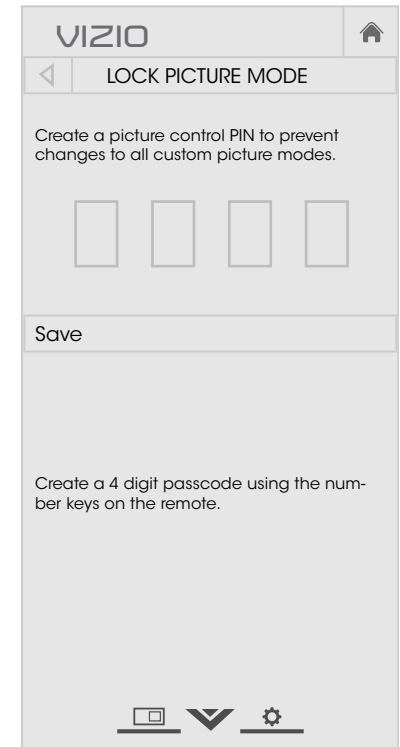 VIZIO
LOCK PICTURE MODE
Create a picture control PIN to prevent
changes to all custom picture modes.
Save
Create a 4 digit passcode using the num-
ber keys on the remote.